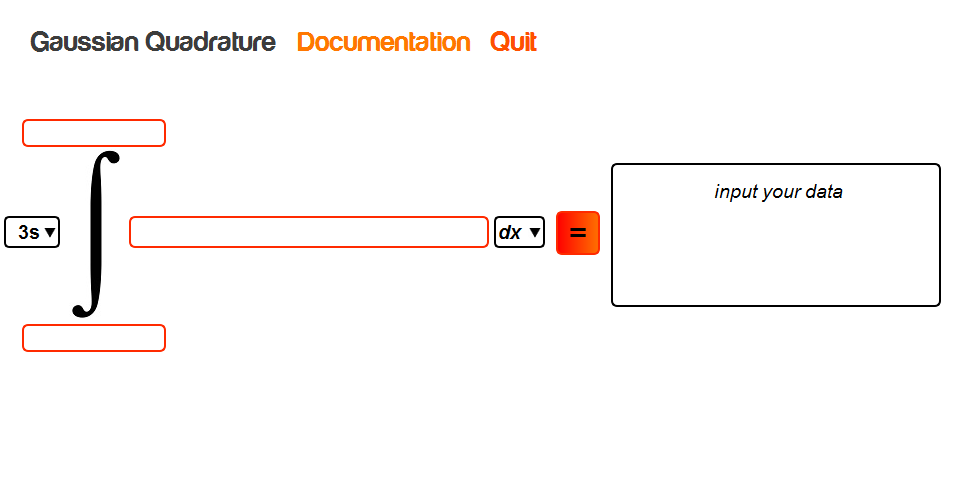 Gaussian Quadrature Documentation Quit
input your data
3s ▼ ∫ dx ▼ =